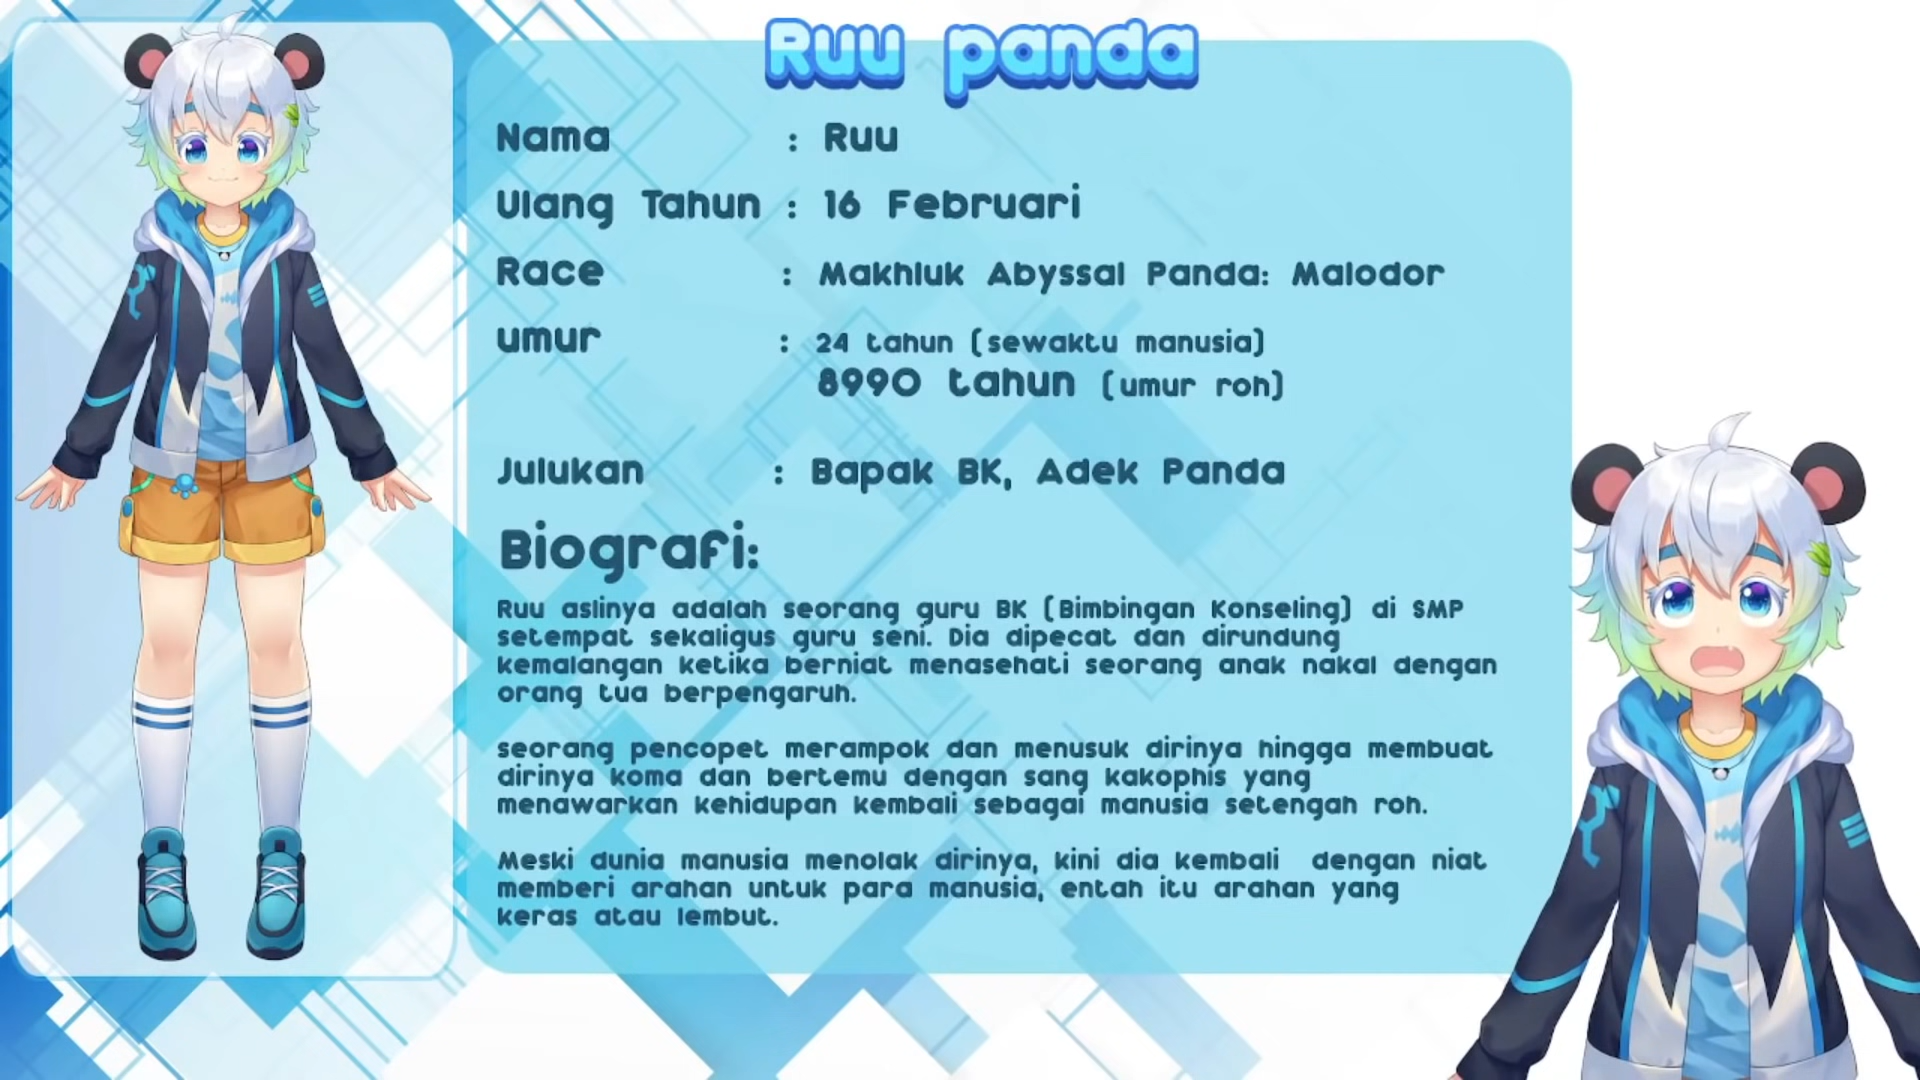 Ruu panda
Nama : Ruu
Ulang Tahun : 16 Februari
Race : Makhluk Abyssal Panda: Malodor
umur : 24 tahun (sewaktu manusia)
8990 tahun (umur roh)
Julukan : Bapak BK, Adek Panda
Biografi:
Ruu aslinya adalah seorang guru BK (Bimbingan Konseling) di SMP
setempat sekaligus guru seni. Dia dipecat dan dirundung
kemalangan ketika berniat menasehati seorang anak nakal dengan
orang tua berpengaruh.
seorang pencopet merampok dan menusuk dirinya hingga membuat
dirinya koma dan bertemu dengan sang kakophis yang
menawarkan kehidupan kembali sebagai manusia setengah roh.
Meski dunia manusia menolak dirinya, kini dia kembali dengan niat
memberi arahan untuk para manusia, entah itu arahan yang
keras atau lembut.